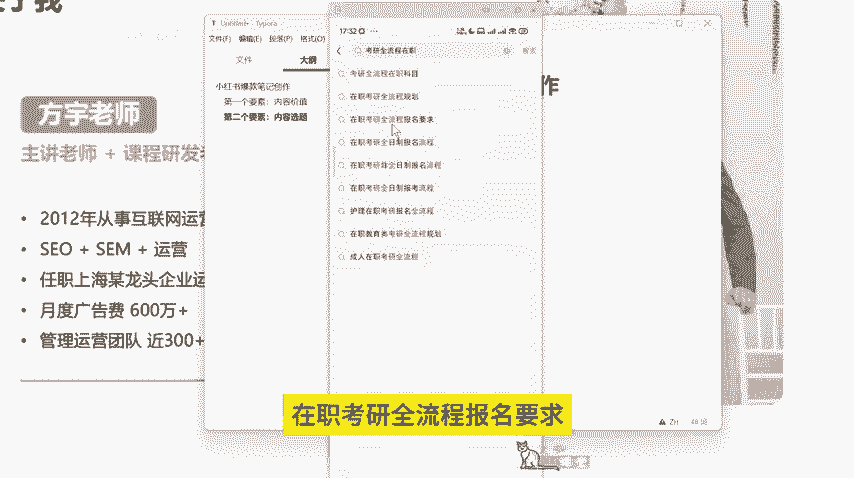 于我
方宇老师
主讲老师 + 课程研发
2012年从事互联网运营
SEO + SEM + 运营
任职上海某龙头企业运
月度广告费 600万+
管理运营团队 近300+
Untitled - Typora
文件(F) 编辑(E) 段落(P) 格式(O)
文件 大纲
小红书爆款笔记创作
第一个要素：内容价值
第二个要素：内容选题
17:32
考研全流程在职
搜索
考研全流程在职科目
在职考研全流程规划
在职考研全流程报名要求
在职考研全日制报名流程
在职考研非全日制报名流程
在职考研全日制报考流程
护理在职考研报名全流程
在职教育类考研全流程规划
成人在职考研全流程
作
48 词
在职考研全流程报名要求